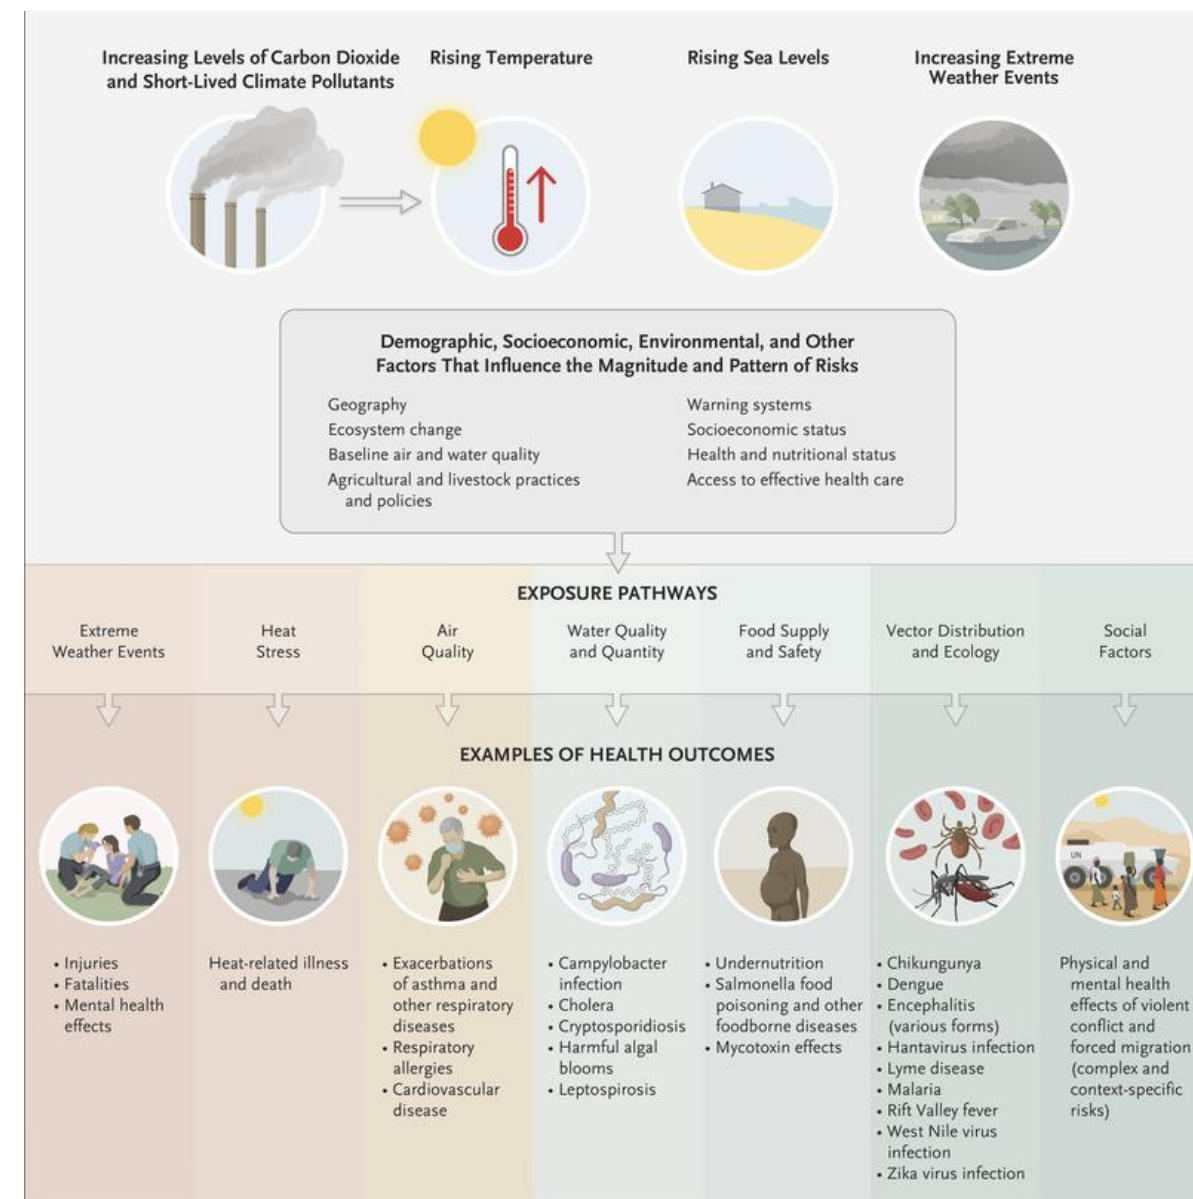 Increasing Levels of Carbon Dioxide
and Short-Lived Climate Pollutants
Rising Temperature
Rising Sea Levels
Increasing Extreme
Weather Events
Demographic, Socioeconomic, Environmental, and Other
Factors That Influence the Magnitude and Pattern of Risks
Geography
Ecosystem change
Baseline air and water quality
Agricultural and livestock practices
and policies
Warning systems
Socioeconomic status
Health and nutritional status
Access to effective health care
EXPOSURE PATHWAYS
Extreme
Weather Events
Heat
Stress
Air
Quality
Water Quality
and Quantity
Food Supply
and Safety
Vector Distribution
and Ecology
Social
Factors
EXAMPLES OF HEALTH OUTCOMES
UN
• Injuries
• Fatalities
• Mental health
effects
Heat-related illness
and death
• Exacerbations
of asthma and
other respiratory
diseases
• Respiratory
allergies
• Cardiovascular
disease
• Campylobacter
infection
• Cholera
• Cryptosporidiosis
• Harmful algal
blooms
• Leptospirosis
• Undernutrition
• Salmonella food
poisoning and other
foodborne diseases
• Mycotoxin effects
• Chikungunya
• Dengue
• Encephalitis
(various forms)
• Hantavirus infection
• Lyme disease
• Malaria
• Rift Valley fever
• West Nile virus
infection
• Zika virus infection
Physical and
mental health
effects of violent
conflict and
forced migration
(complex and
context-specific
risks)